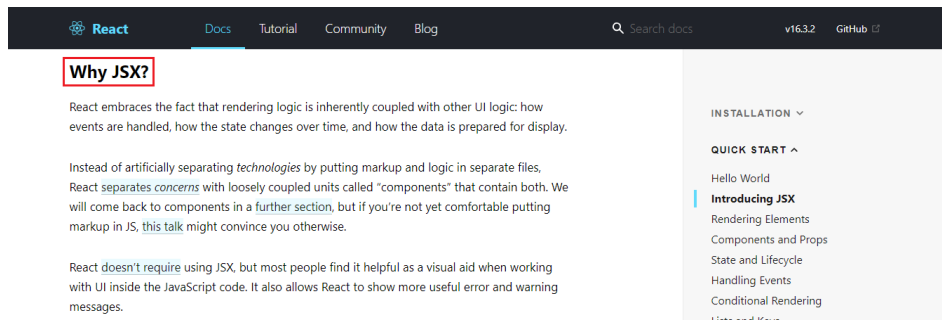 React Docs Tutorial Community Blog Search docs v16.3.2 GitHub
Why JSX?
React embraces the fact that rendering logic is inherently coupled with other UI logic: how
events are handled, how the state changes over time, and how the data is prepared for display.
Instead of artificially separating technologies by putting markup and logic in separate files,
React separates concerns with loosely coupled units called “components” that contain both. We
will come back to components in a further section, but if you’re not yet comfortable putting
markup in JS, this talk might convince you otherwise.
React doesn’t require using JSX, but most people find it helpful as a visual aid when working
with UI inside the JavaScript code. It also allows React to show more useful error and warning
messages.
INSTALLATION
QUICK START
Hello World
Introducing JSX
Rendering Elements
Components and Props
State and Lifecycle
Handling Events
Conditional Rendering
Lists and Keys